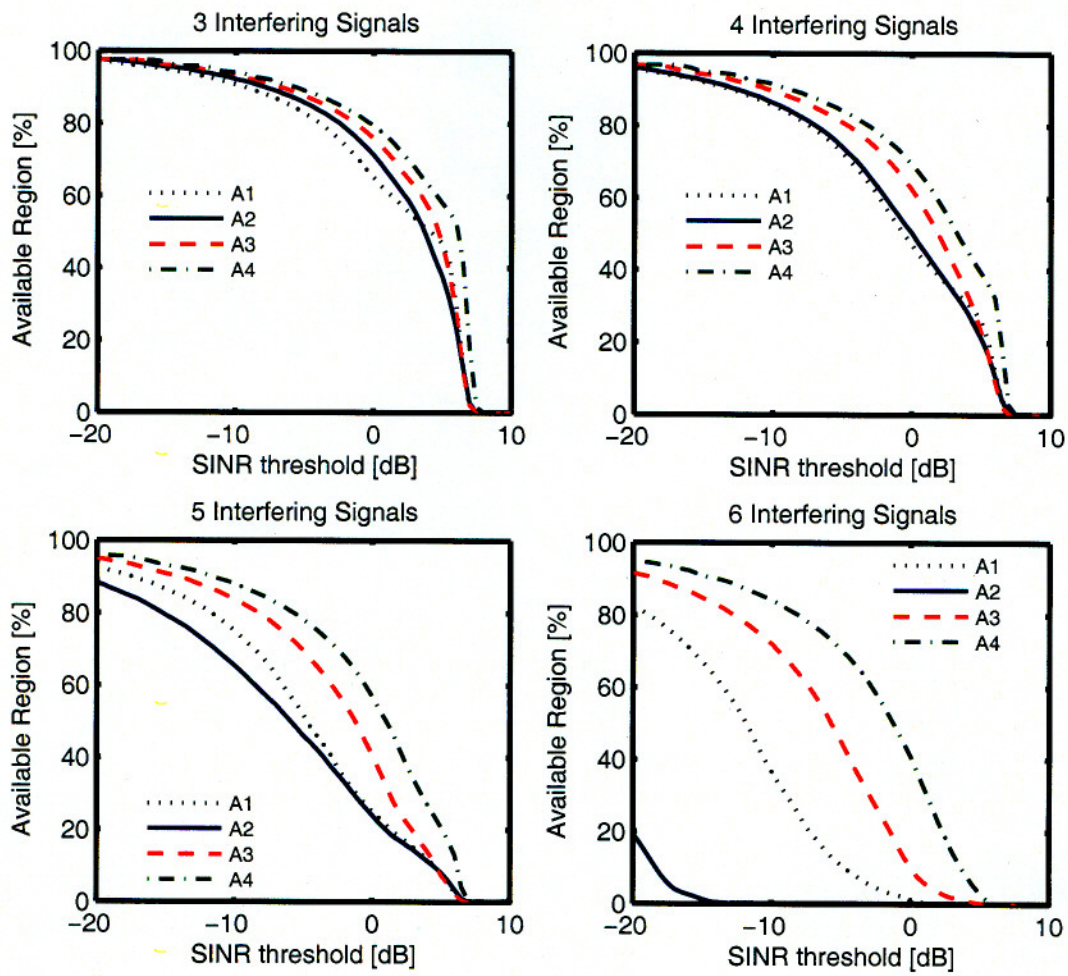 3 Interfering Signals
Available Region [%]
100
80
60
40
20
0
A1
A2
A3
A4
−20
−10
0
10
SINR threshold [dB]
4 Interfering Signals
Available Region [%]
100
80
60
40
20
0
A1
A2
A3
A4
−20
−10
0
10
SINR threshold [dB]
5 Interfering Signals
Available Region [%]
100
80
60
40
20
0
A1
A2
A3
A4
−20
−10
0
10
SINR threshold [dB]
6 Interfering Signals
Available Region [%]
100
80
60
40
20
0
A1
A2
A3
A4
−20
−10
0
10
SINR threshold [dB]